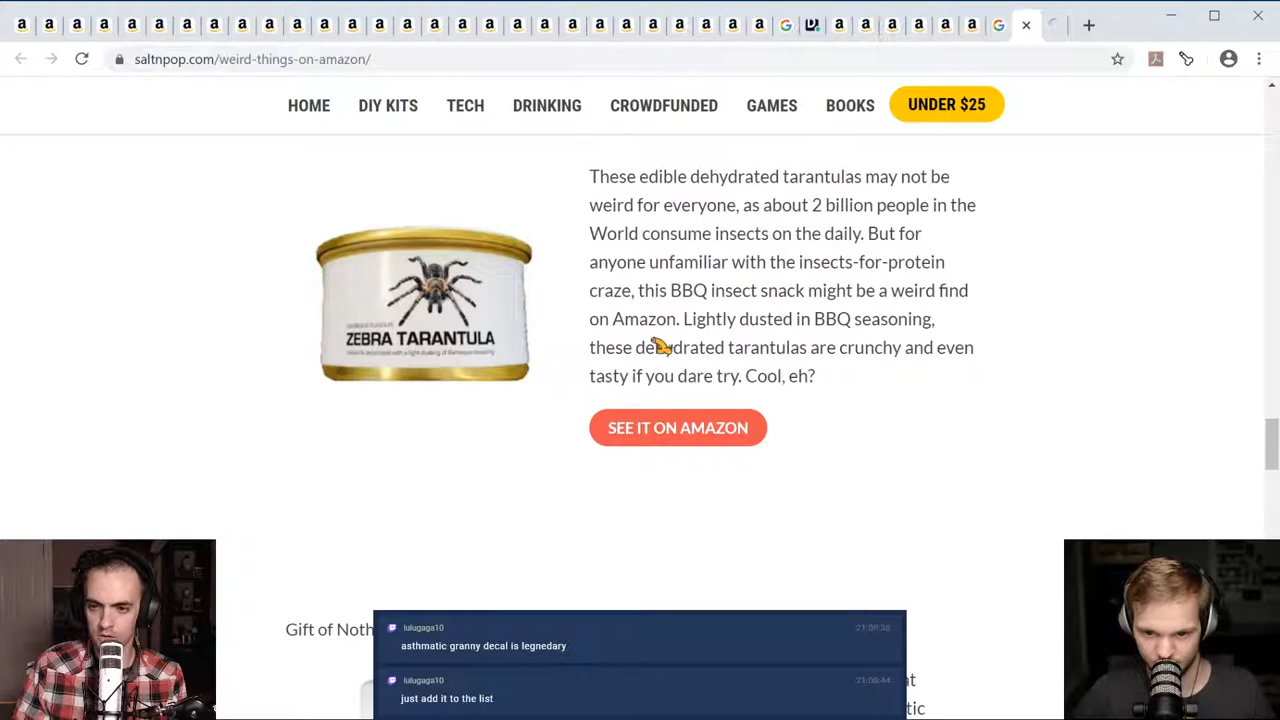 saltnpop.com/weird-things-on-amazon/
HOME DIY KITS TECH DRINKING CROWDFUNDED GAMES BOOKS UNDER $25
These edible dehydrated tarantulas may not be
weird for everyone, as about 2 billion people in the
World consume insects on the daily. But for
anyone unfamiliar with the insects-for-protein
craze, this BBQ insect snack might be a weird find
on Amazon. Lightly dusted in BBQ seasoning,
these dehydrated tarantulas are crunchy and even
tasty if you dare try. Cool, eh?
ZEBRA TARANTULA
SEE IT ON AMAZON
Gift of Noth
lulugaga10
asthmatic granny decal is legnedary
lulugaga10
just add it to the list